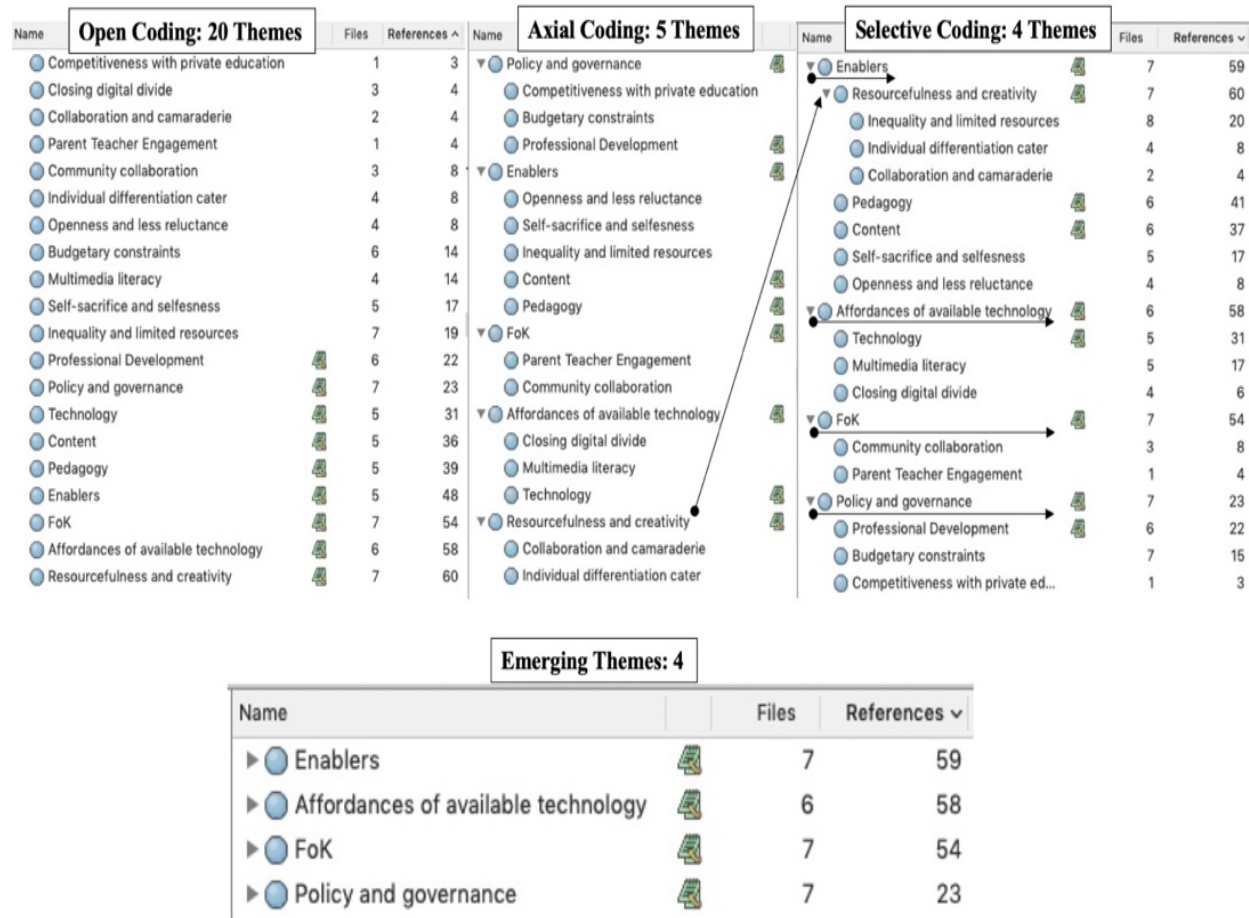 Open Coding: 20 Themes
Name Files References
Competitiveness with private education 1 3
Closing digital divide 3 4
Collaboration and camaraderie 2 4
Parent Teacher Engagement 1 4
Community collaboration 3 8
Individual differentiation cater 4 8
Openness and less reluctance 4 8
Budgetary constraints 6 14
Multimedia literacy 4 14
Self-sacrifice and selfesness 5 17
Inequality and limited resources 7 19
Professional Development 6 22
Policy and governance 7 23
Technology 5 31
Content 5 36
Pedagogy 5 39
Enablers 5 48
FoK 7 54
Affordances of available technology 6 58
Resourcefulness and creativity 7 60
Axial Coding: 5 Themes
Name
Policy and governance
Competitiveness with private education
Budgetary constraints
Professional Development
Enablers
Openness and less reluctance
Self-sacrifice and selfesness
Inequality and limited resources
Content
Pedagogy
FoK
Parent Teacher Engagement
Community collaboration
Affordances of available technology
Closing digital divide
Multimedia literacy
Technology
Resourcefulness and creativity
Collaboration and camaraderie
Individual differentiation cater
Selective Coding: 4 Themes
Name Files References
Enablers 7 59
Resourcefulness and creativity 7 60
Inequality and limited resources 8 20
Individual differentiation cater 4 8
Collaboration and camaraderie 2 4
Pedagogy 6 41
Content 6 37
Self-sacrifice and selfesness 5 17
Openness and less reluctance 4 8
Affordances of available technology 6 58
Technology 5 31
Multimedia literacy 5 17
Closing digital divide 4 6
FoK 7 54
Community collaboration 3 8
Parent Teacher Engagement 1 4
Policy and governance 7 23
Professional Development 6 22
Budgetary constraints 7 15
Competitiveness with private ed... 1 3
Emerging Themes: 4
Name Files References
Enablers 7 59
Affordances of available technology 6 58
FoK 7 54
Policy and governance 7 23